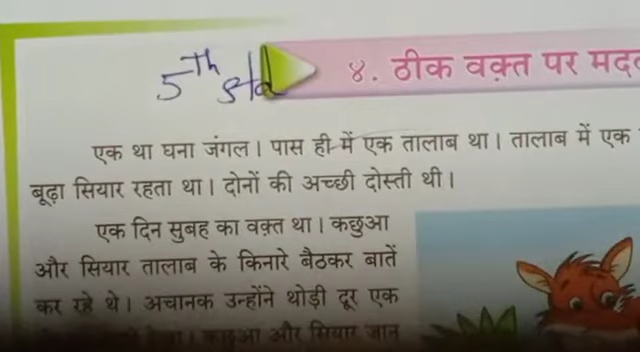 5Th std
४. ठीक वक़्त पर मदद
एक था घना जंगल। पास ही में एक तालाब था। तालाब में एक
बूढ़ा सियार रहता था। दोनों की अच्छी दोस्ती थी।
एक दिन सुबह का वक़्त था। कछुआ
और सियार तालाब के किनारे बैठकर बातें
कर रहे थे। अचानक उन्होंने थोड़ी दूर एक
कछुआ और सियार जान